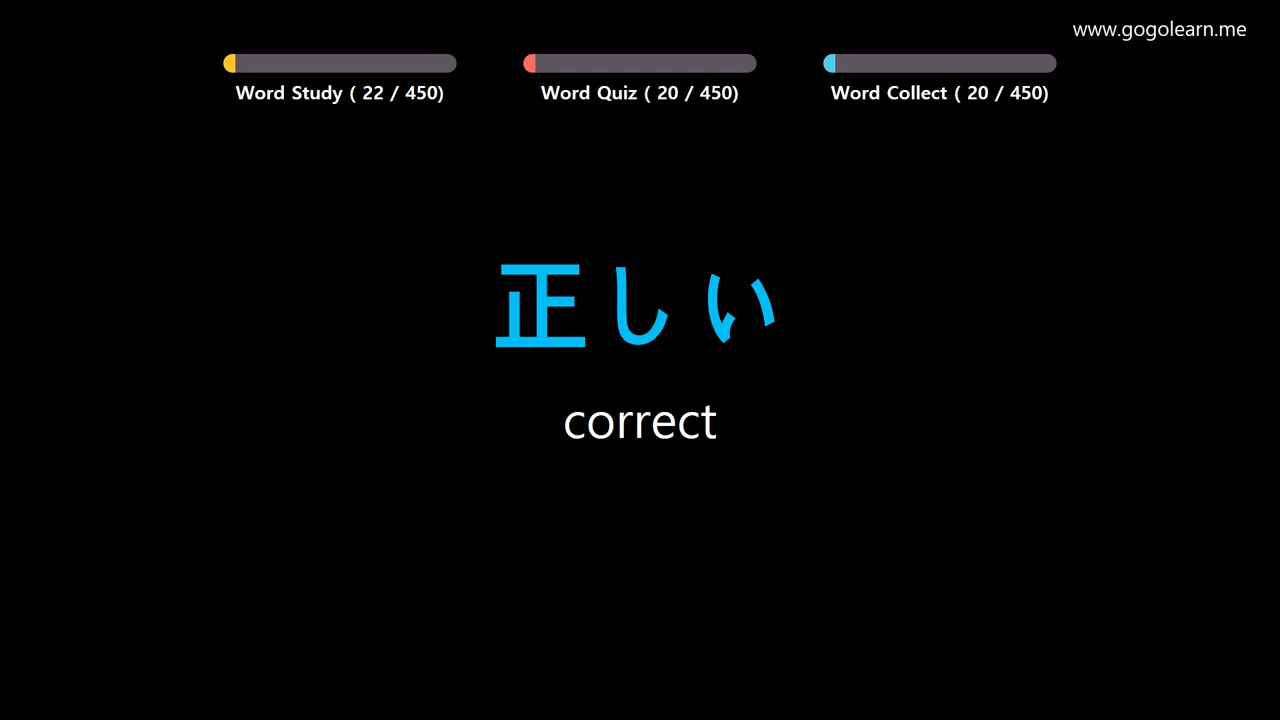 www.gogolearn.me
Word Study ( 22 / 450)
Word Quiz ( 20 / 450)
Word Collect ( 20 / 450)
正しい
correct